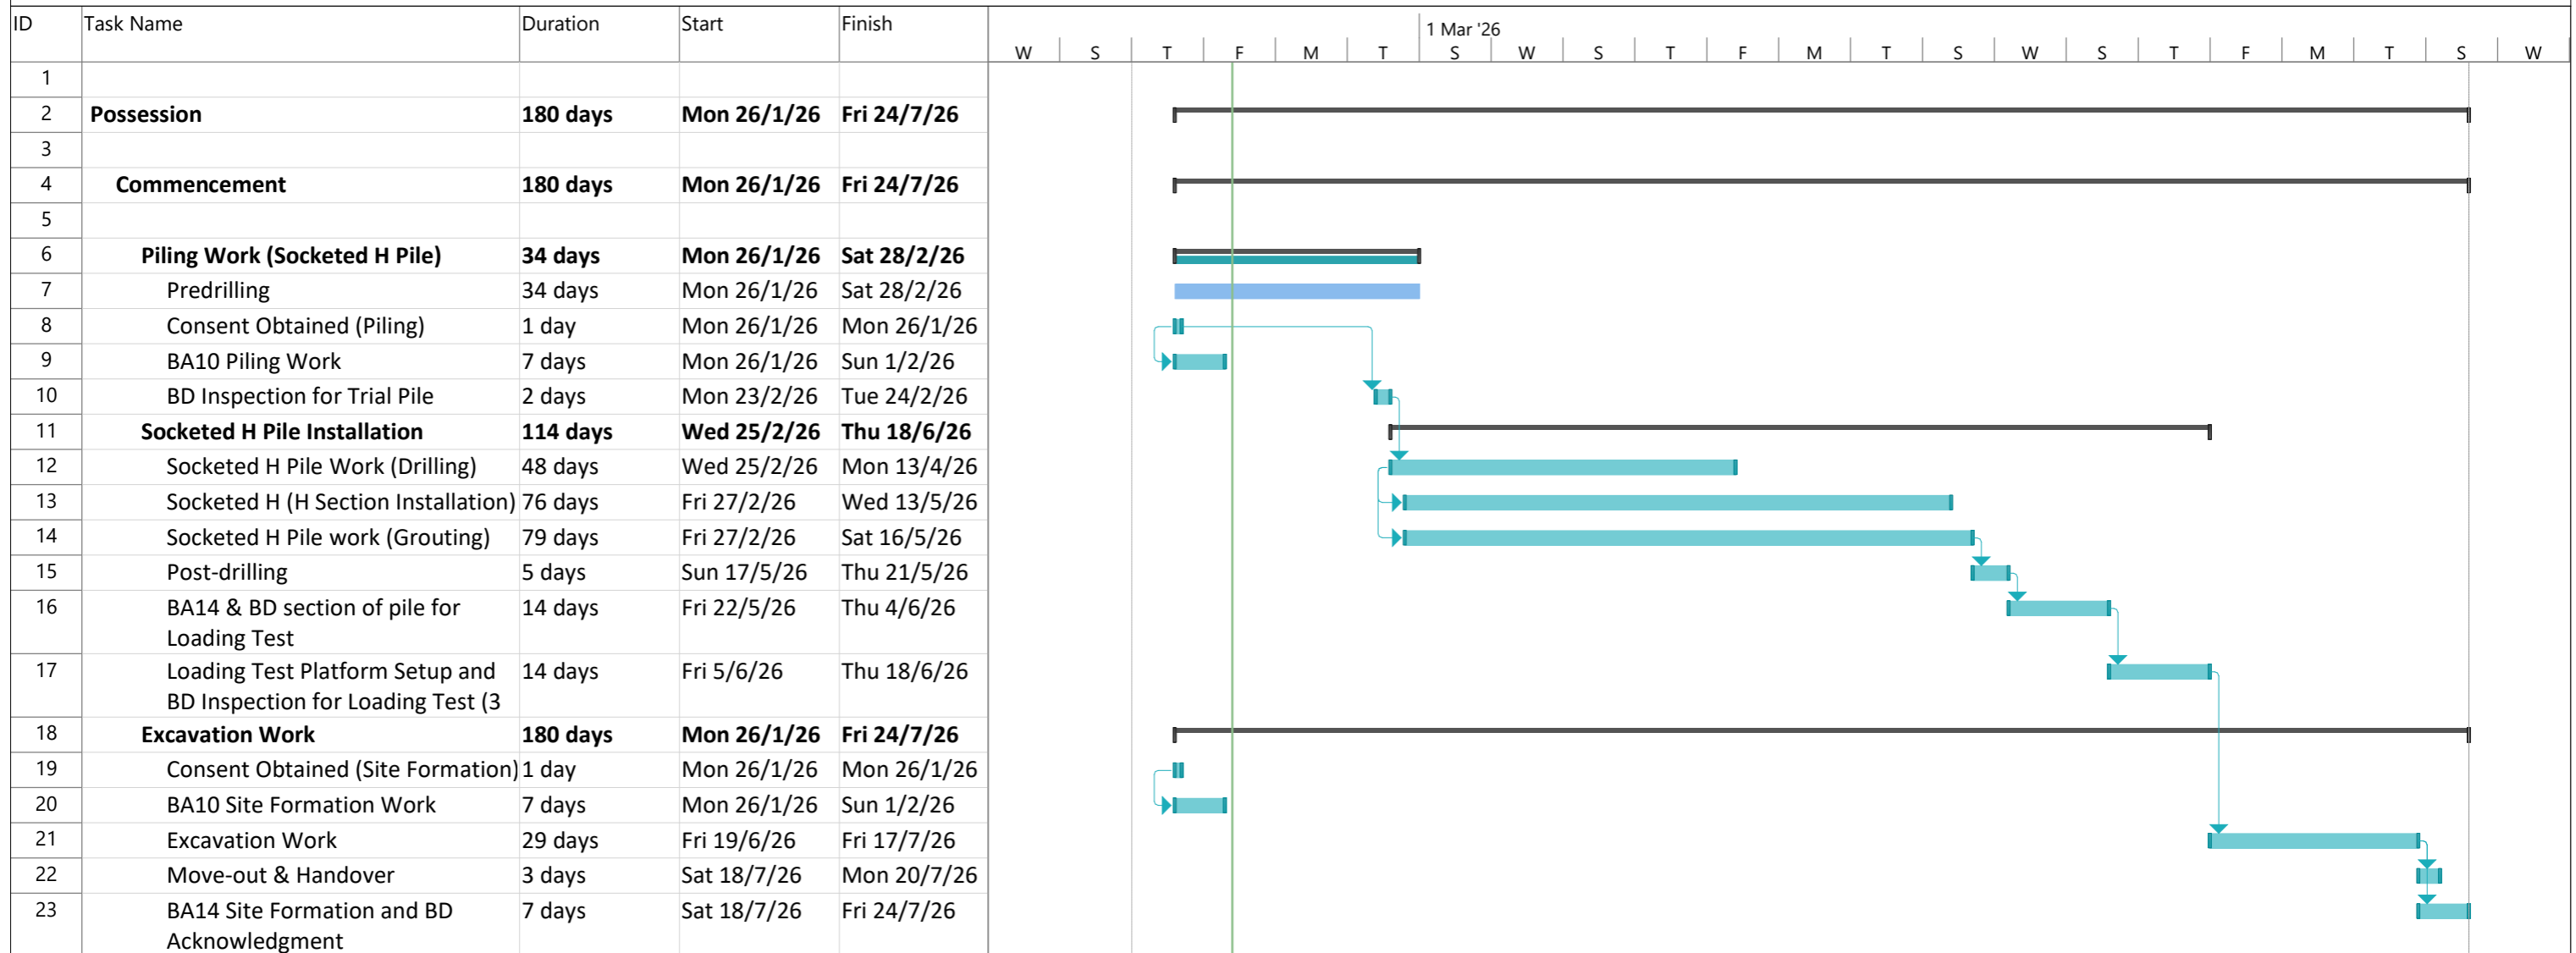 ID Task Name Duration Start Finish 1 Mar '26
W S T F M T S W S T F M T S W S T F M T S W
1
2 Possession 180 days Mon 26/1/26 Fri 24/7/26
3
4 Commencement 180 days Mon 26/1/26 Fri 24/7/26
5
6 Piling Work (Socketed H Pile) 34 days Mon 26/1/26 Sat 28/2/26
7 Predrilling 34 days Mon 26/1/26 Sat 28/2/26
8 Consent Obtained (Piling) 1 day Mon 26/1/26 Mon 26/1/26
9 BA10 Piling Work 7 days Mon 26/1/26 Sun 1/2/26
10 BD Inspection for Trial Pile 2 days Mon 23/2/26 Tue 24/2/26
11 Socketed H Pile Installation 114 days Wed 25/2/26 Thu 18/6/26
12 Socketed H Pile Work (Drilling) 48 days Wed 25/2/26 Mon 13/4/26
13 Socketed H (H Section Installation) 76 days Fri 27/2/26 Wed 13/5/26
14 Socketed H Pile work (Grouting) 79 days Fri 27/2/26 Sat 16/5/26
15 Post-drilling 5 days Sun 17/5/26 Thu 21/5/26
16 BA14 & BD section of pile for 14 days Fri 22/5/26 Thu 4/6/26
Loading Test
17 Loading Test Platform Setup and 14 days Fri 5/6/26 Thu 18/6/26
BD Inspection for Loading Test (3
18 Excavation Work 180 days Mon 26/1/26 Fri 24/7/26
19 Consent Obtained (Site Formation) 1 day Mon 26/1/26 Mon 26/1/26
20 BA10 Site Formation Work 7 days Mon 26/1/26 Sun 1/2/26
21 Excavation Work 29 days Fri 19/6/26 Fri 17/7/26
22 Move-out & Handover 3 days Sat 18/7/26 Mon 20/7/26
23 BA14 Site Formation and BD 7 days Sat 18/7/26 Fri 24/7/26
Acknowledgment